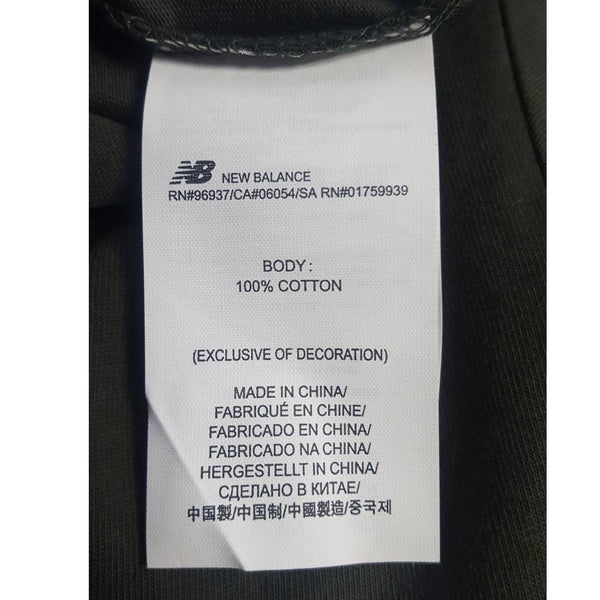 NB NEW BALANCE
RN#96937/CA#06054/SA RN#01759939
BODY:
100% COTTON
(EXCLUSIVE OF DECORATION)
MADE IN CHINA/
FABRIQUÉ EN CHINE/
FABRICADO EN CHINA/
FABRICADO NA CHINA/
HERGESTELLT IN CHINA/
СДЕЛАНО В КИТАЕ/
中国製/中国制/中國製造/중국제